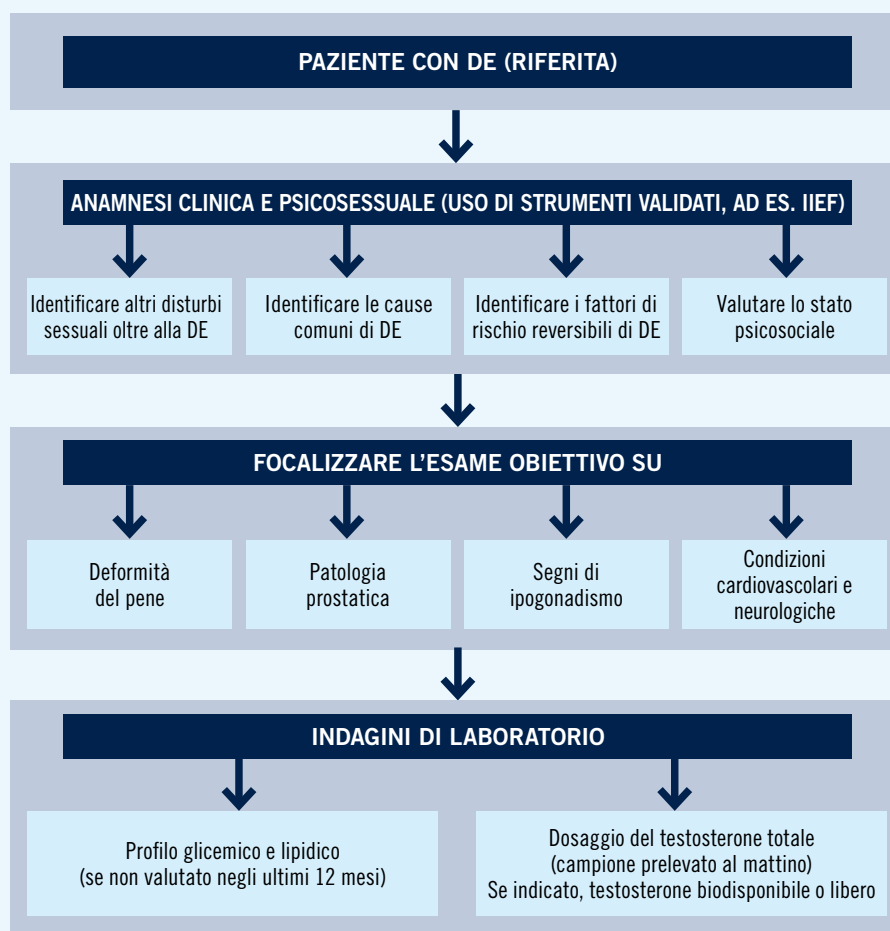 PAZIENTE CON DE (RIFERITA)
ANAMNESI CLINICA E PSICOSESSUALE (USO DI STRUMENTI VALIDATI, AD ES. IIEF)
Identificare altri disturbi
sessuali oltre alla DE
Identificare le cause
comuni di DE
Identificare i fattori di
rischio reversibili di DE
Valutare lo stato
psicosociale
FOCALIZZARE L'ESAME OBIETTIVO SU
Deformità
del pene
Patologia
prostatica
Segni di
ipogonadismo
Condizioni
cardiovascolari e
neurologiche
INDAGINI DI LABORATORIO
Profilo glicemico e lipidico
(se non valutato negli ultimi 12 mesi)
Dosaggio del testosterone totale
(campione prelevato al mattino)
Se indicato, testosterone biodisponibile o libero